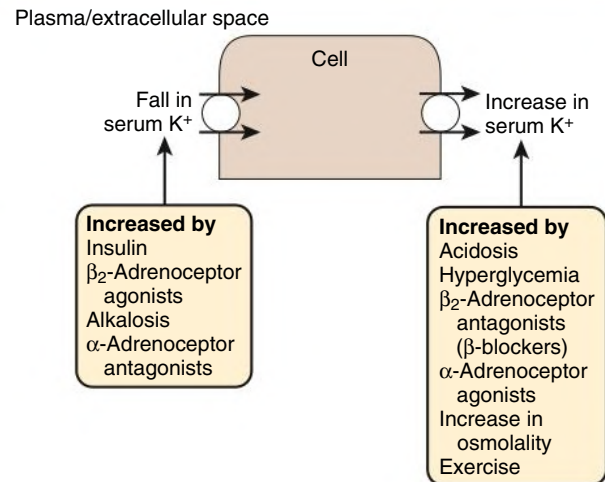 Plasma/extracellular space
Cell
Fall in
serum K⁺
Increase in
serum K⁺
Increased by
Insulin
β₂-Adrenoceptor
agonists
Alkalosis
α-Adrenoceptor
antagonists
Increased by
Acidosis
Hyperglycemia
β₂-Adrenoceptor
antagonists
(β-blockers)
α-Adrenoceptor
agonists
Increase in
osmolality
Exercise